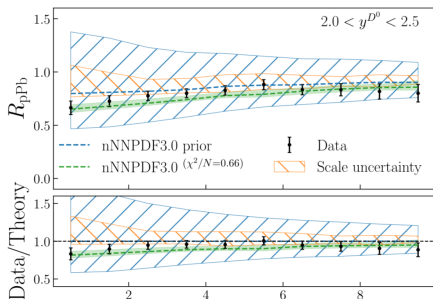 2.0 < y^{D^0} < 2.5
1.5
1.0
0.5
0.0
R_{pPb}
nNNPDF3.0 prior
Data
nNNPDF3.0 (χ²/N=0.66)
Scale uncertainty
1.5
1.0
0.5
Data/Theory
2 4 6 8